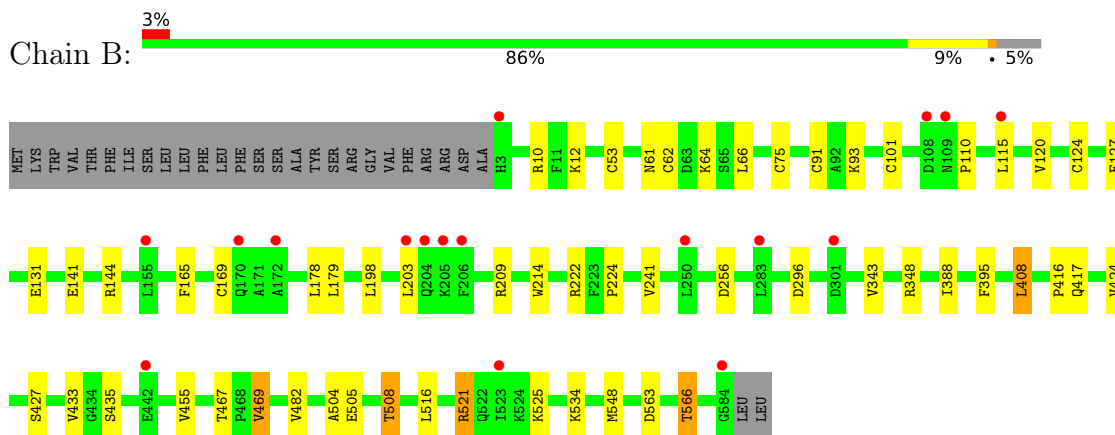 3%
Chain B:
86% 9% • 5%
MET LYS TRP VAL THR PHE ILE SER LEU LEU PHE LEU PHE SER SER ALA TYR SER ARG GLY VAL PHE ARG ARG ASP ALA H3 R10 F11 K12 C53 N61 C62 D63 K64 S65 L66 C75 C91 A92 K93 C101 D108 N109 P110 L115 V120 C124 E127
E131 E141 R144 L155 F165 C169 Q170 A171 A172 L178 L179 L198 L203 Q204 K205 F206 R209 W214 R222 F223 P224 V241 L250 D256 L283 D296 D301 V343 R348 I388 F395 L408 P416 Q417 V424
S427 V433 G434 S435 E442 V455 T467 P468 V469 V482 A504 E505 T508 L516 R521 Q522 I523 K524 K525 K534 M548 D563 T566 G584 LEU LEU